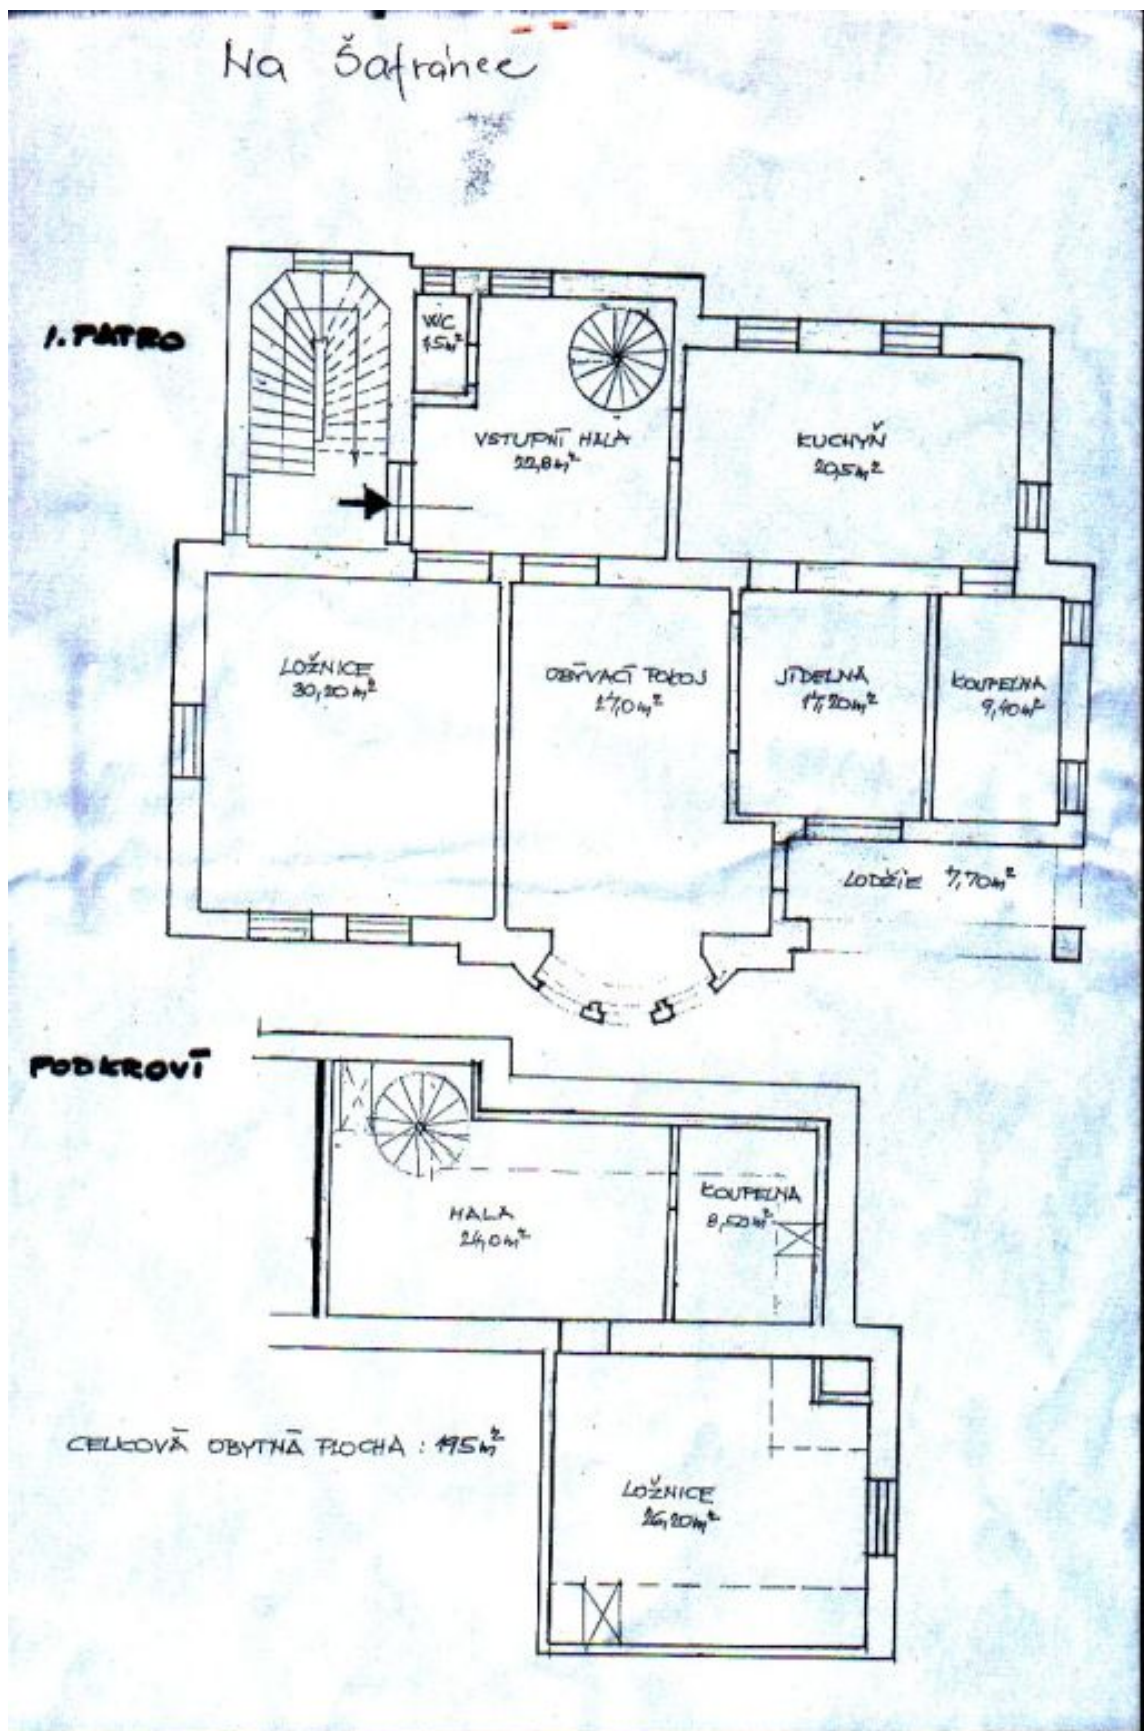 Na Šafránce
1. PATRO
WC
1,5m²
VSTUPNÍ HALA
22,8m²
KUCHYŇ
20,5m²
LOŽNICE
30,20m²
OBÝVACÍ POKOJ
27,0m²
JÍDELNA
17,20m²
KOUPELNA
9,40m²
LODŽIE 7,70m²
PODKROVÍ
HALA
24,0m²
KOUPELNA
8,50m²
CELKOVÁ OBYTNÁ PLOCHA : 195m²
LOŽNICE
26,20m²